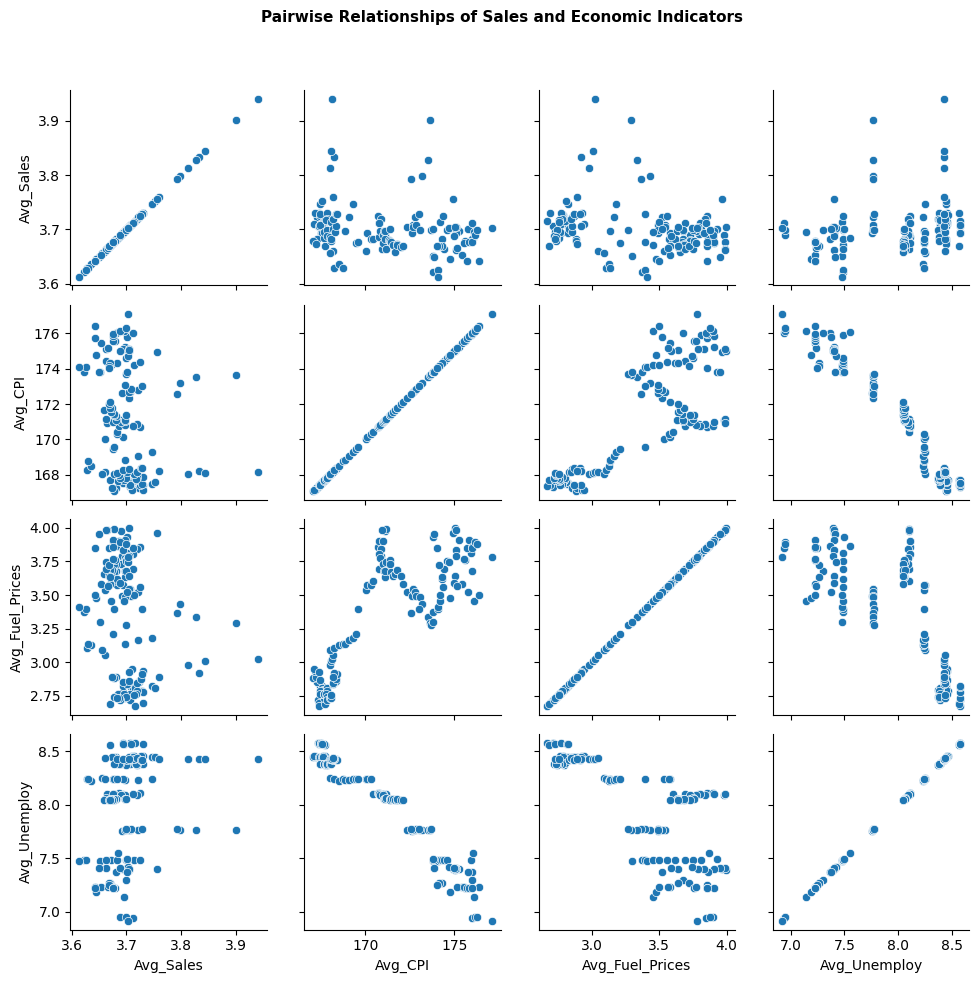 Pairwise Relationships of Sales and Economic Indicators
3.9
3.8
3.7
3.6
Avg_Sales
176
174
172
170
168
Avg_CPI
4.00
3.75
3.50
3.25
3.00
2.75
Avg_Fuel_Prices
8.5
8.0
7.5
7.0
Avg_Unemploy
3.6 3.7 3.8 3.9 170 175 3.0 3.5 4.0 7.0 7.5 8.0 8.5
Avg_Sales Avg_CPI Avg_Fuel_Prices Avg_Unemploy